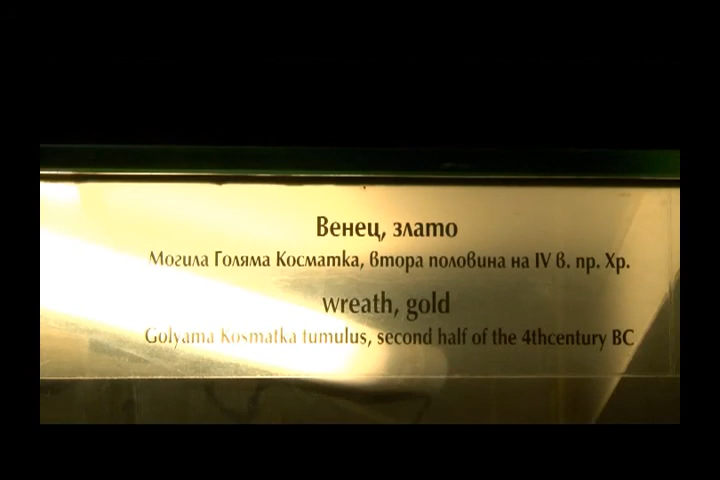 Венец, злато
Могила Голяма Косматка, втора половина на IV в. пр. Хр.
wreath, gold
Golyama Kosmatka tumulus, second half of the 4thcentury BC